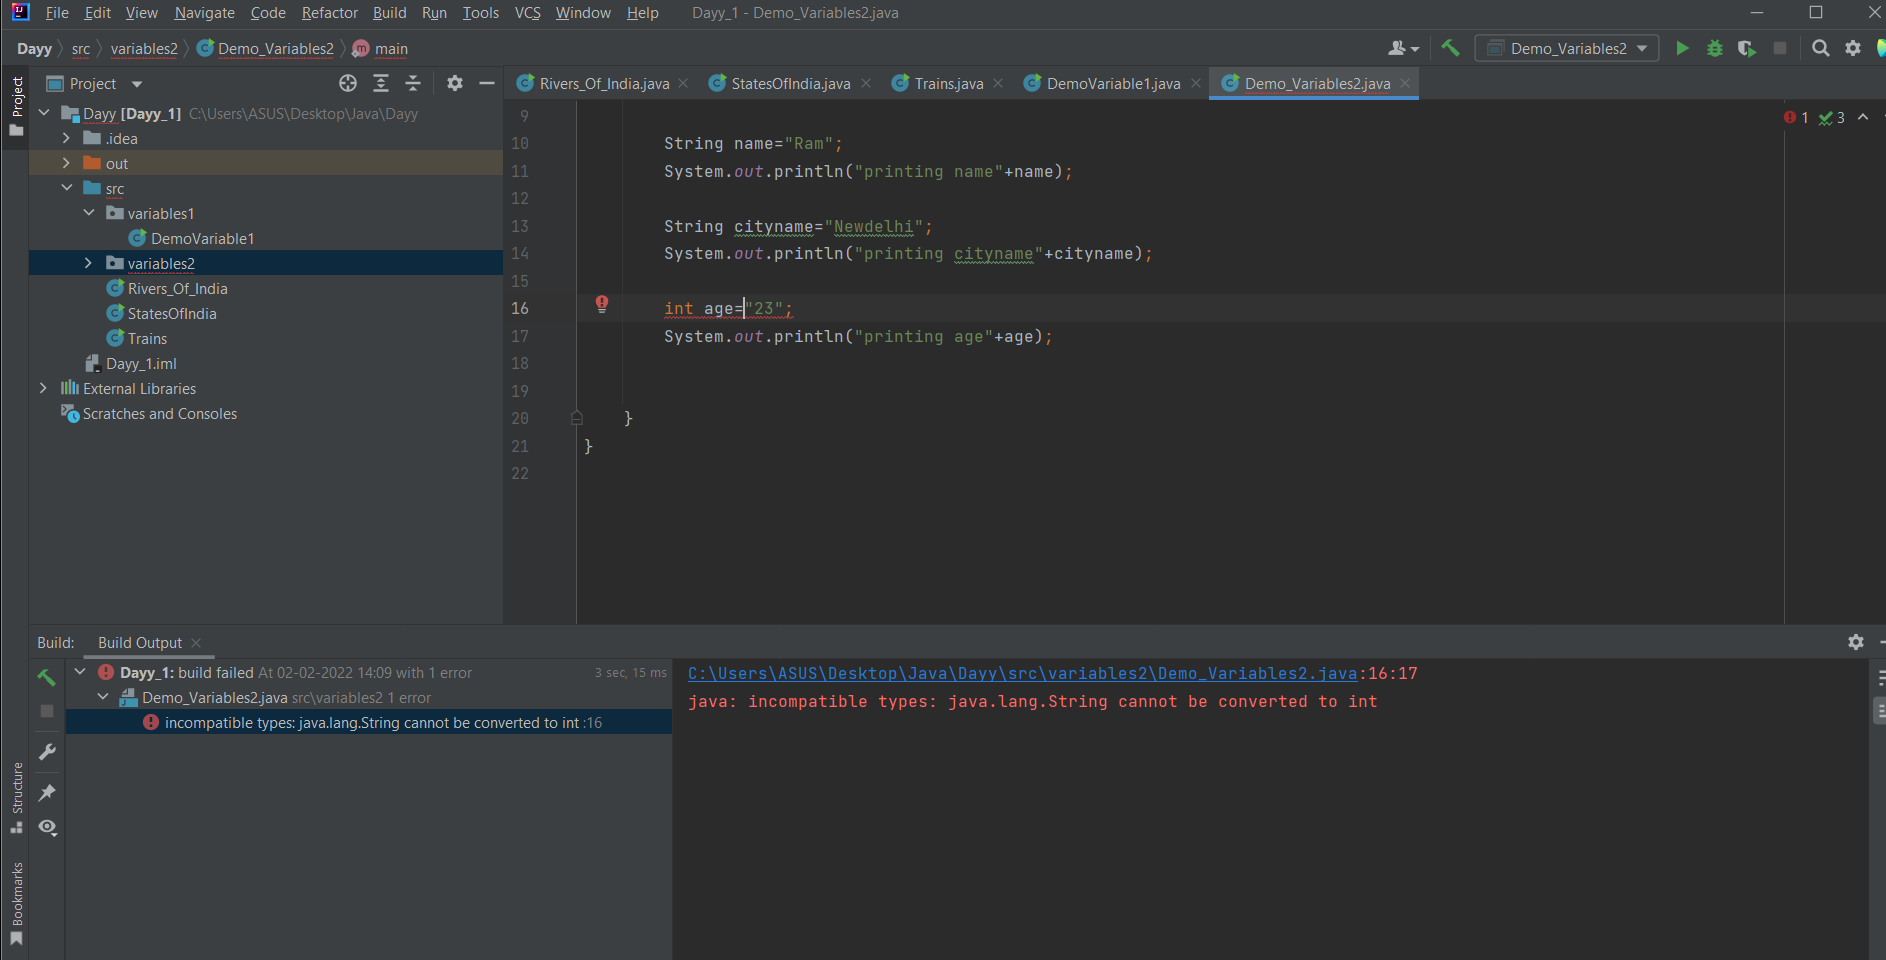 File Edit View Navigate Code Refactor Build Run Tools VCS Window Help Dayy_1 - Demo_Variables2.java
Dayy src variables2 Demo_Variables2 main Demo_Variables2
Project
Project
Rivers_Of_India.java StatesOfIndia.java Trains.java DemoVariable1.java Demo_Variables2.java
Dayy [Dayy_1] C:\Users\ASUS\Desktop\Java\Dayy
.idea
out
src
variables1
DemoVariable1
variables2
Rivers_Of_India
StatesOfIndia
Trains
Dayy_1.iml
External Libraries
Scratches and Consoles
1 3
9
10 String name="Ram";
11 System.out.println("printing name"+name);
12
13 String cityname="Newdelhi";
14 System.out.println("printing cityname"+cityname);
15
16 int age="23";
17 System.out.println("printing age"+age);
18
19
20 }
21 }
22
Build: Build Output
Dayy_1: build failed At 02-02-2022 14:09 with 1 error 3 sec, 15 ms
Demo_Variables2.java src\variables2 1 error
incompatible types: java.lang.String cannot be converted to int :16
C:\Users\ASUS\Desktop\Java\Dayy\src\variables2\Demo_Variables2.java:16:17
java: incompatible types: java.lang.String cannot be converted to int
Structure
Bookmarks